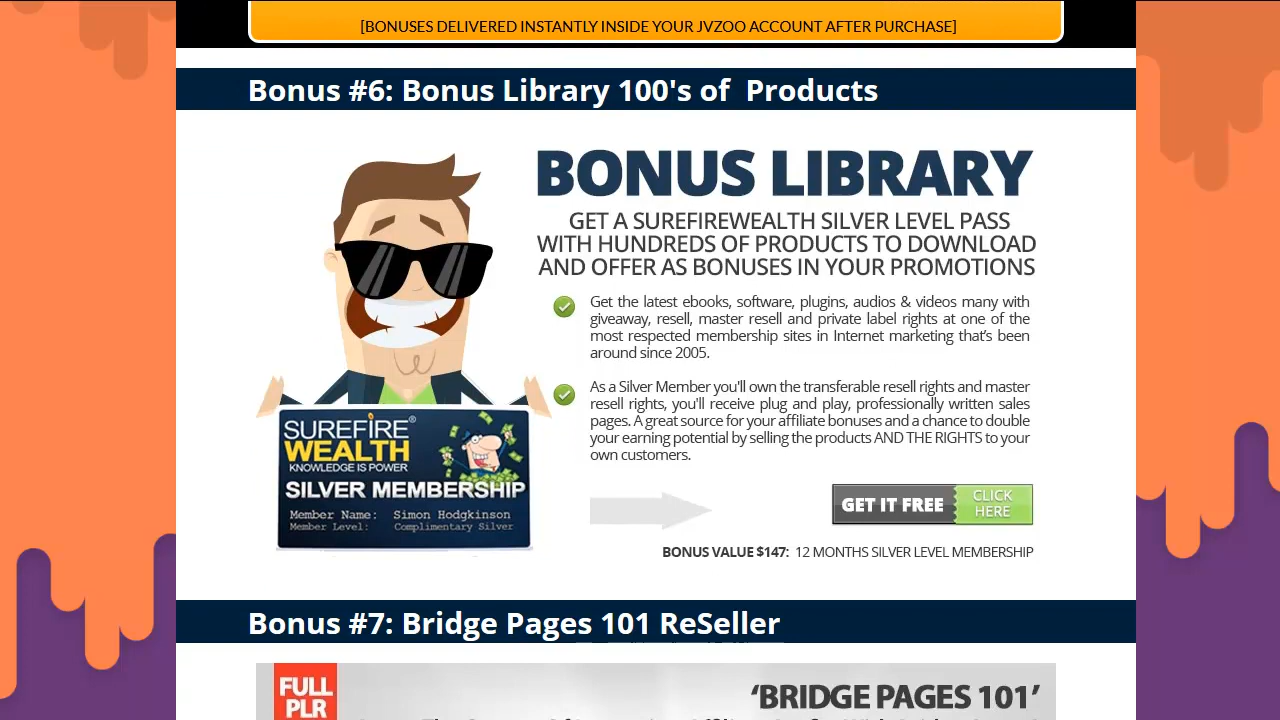 [BONUSES DELIVERED INSTANTLY INSIDE YOUR JVZOO ACCOUNT AFTER PURCHASE]
Bonus #6: Bonus Library 100's of  Products
BONUS LIBRARY
GET A SUREFIREWEALTH SILVER LEVEL PASS
WITH HUNDREDS OF PRODUCTS TO DOWNLOAD
AND OFFER AS BONUSES IN YOUR PROMOTIONS
Get the latest ebooks, software, plugins, audios & videos many with
giveaway, resell, master resell and private label rights at one of the
most respected membership sites in Internet marketing that's been
around since 2005.
As a Silver Member you'll own the transferable resell rights and master
resell rights, you'll receive plug and play, professionally written sales
pages. A great source for your affiliate bonuses and a chance to double
your earning potential by selling the products AND THE RIGHTS to your
own customers.
SUREFIRE®
WEALTH
KNOWLEDGE IS POWER
SILVER MEMBERSHIP
Member Name: Simon Hodgkinson
Member Level: Complimentary Silver
GET IT FREE
CLICK
HERE
BONUS VALUE $147: 12 MONTHS SILVER LEVEL MEMBERSHIP
Bonus #7: Bridge Pages 101 ReSeller
FULL
PLR
'BRIDGE PAGES 101'